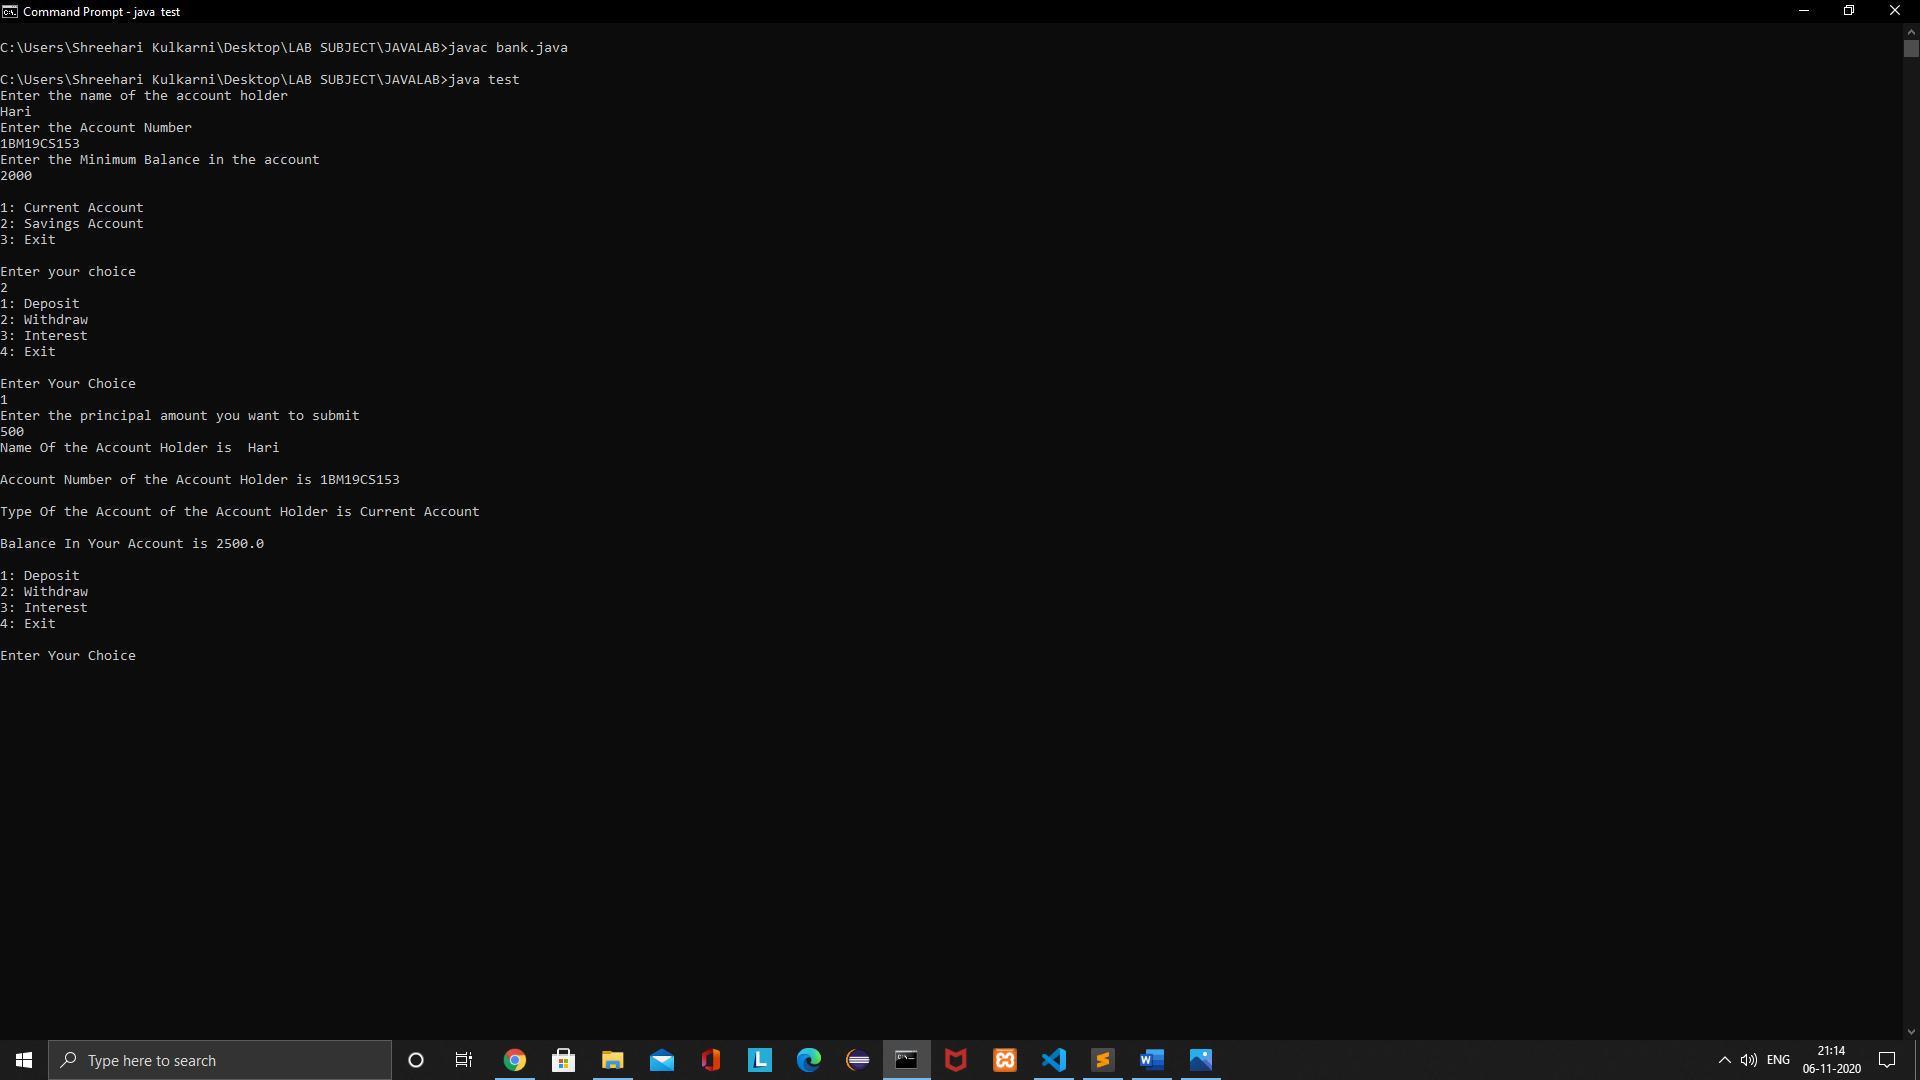 Command Prompt - java  test
C:\Users\Shreehari Kulkarni\Desktop\LAB SUBJECT\JAVALAB>javac bank.java
C:\Users\Shreehari Kulkarni\Desktop\LAB SUBJECT\JAVALAB>java test
Enter the name of the account holder
Hari
Enter the Account Number
1BM19CS153
Enter the Minimum Balance in the account
2000
1: Current Account
2: Savings Account
3: Exit
Enter your choice
2
1: Deposit
2: Withdraw
3: Interest
4: Exit
Enter Your Choice
1
Enter the principal amount you want to submit
500
Name Of the Account Holder is  Hari
Account Number of the Account Holder is 1BM19CS153
Type Of the Account of the Account Holder is Current Account
Balance In Your Account is 2500.0
1: Deposit
2: Withdraw
3: Interest
4: Exit
Enter Your Choice
Type here to search
L
W
ENG
21:14
06-11-2020